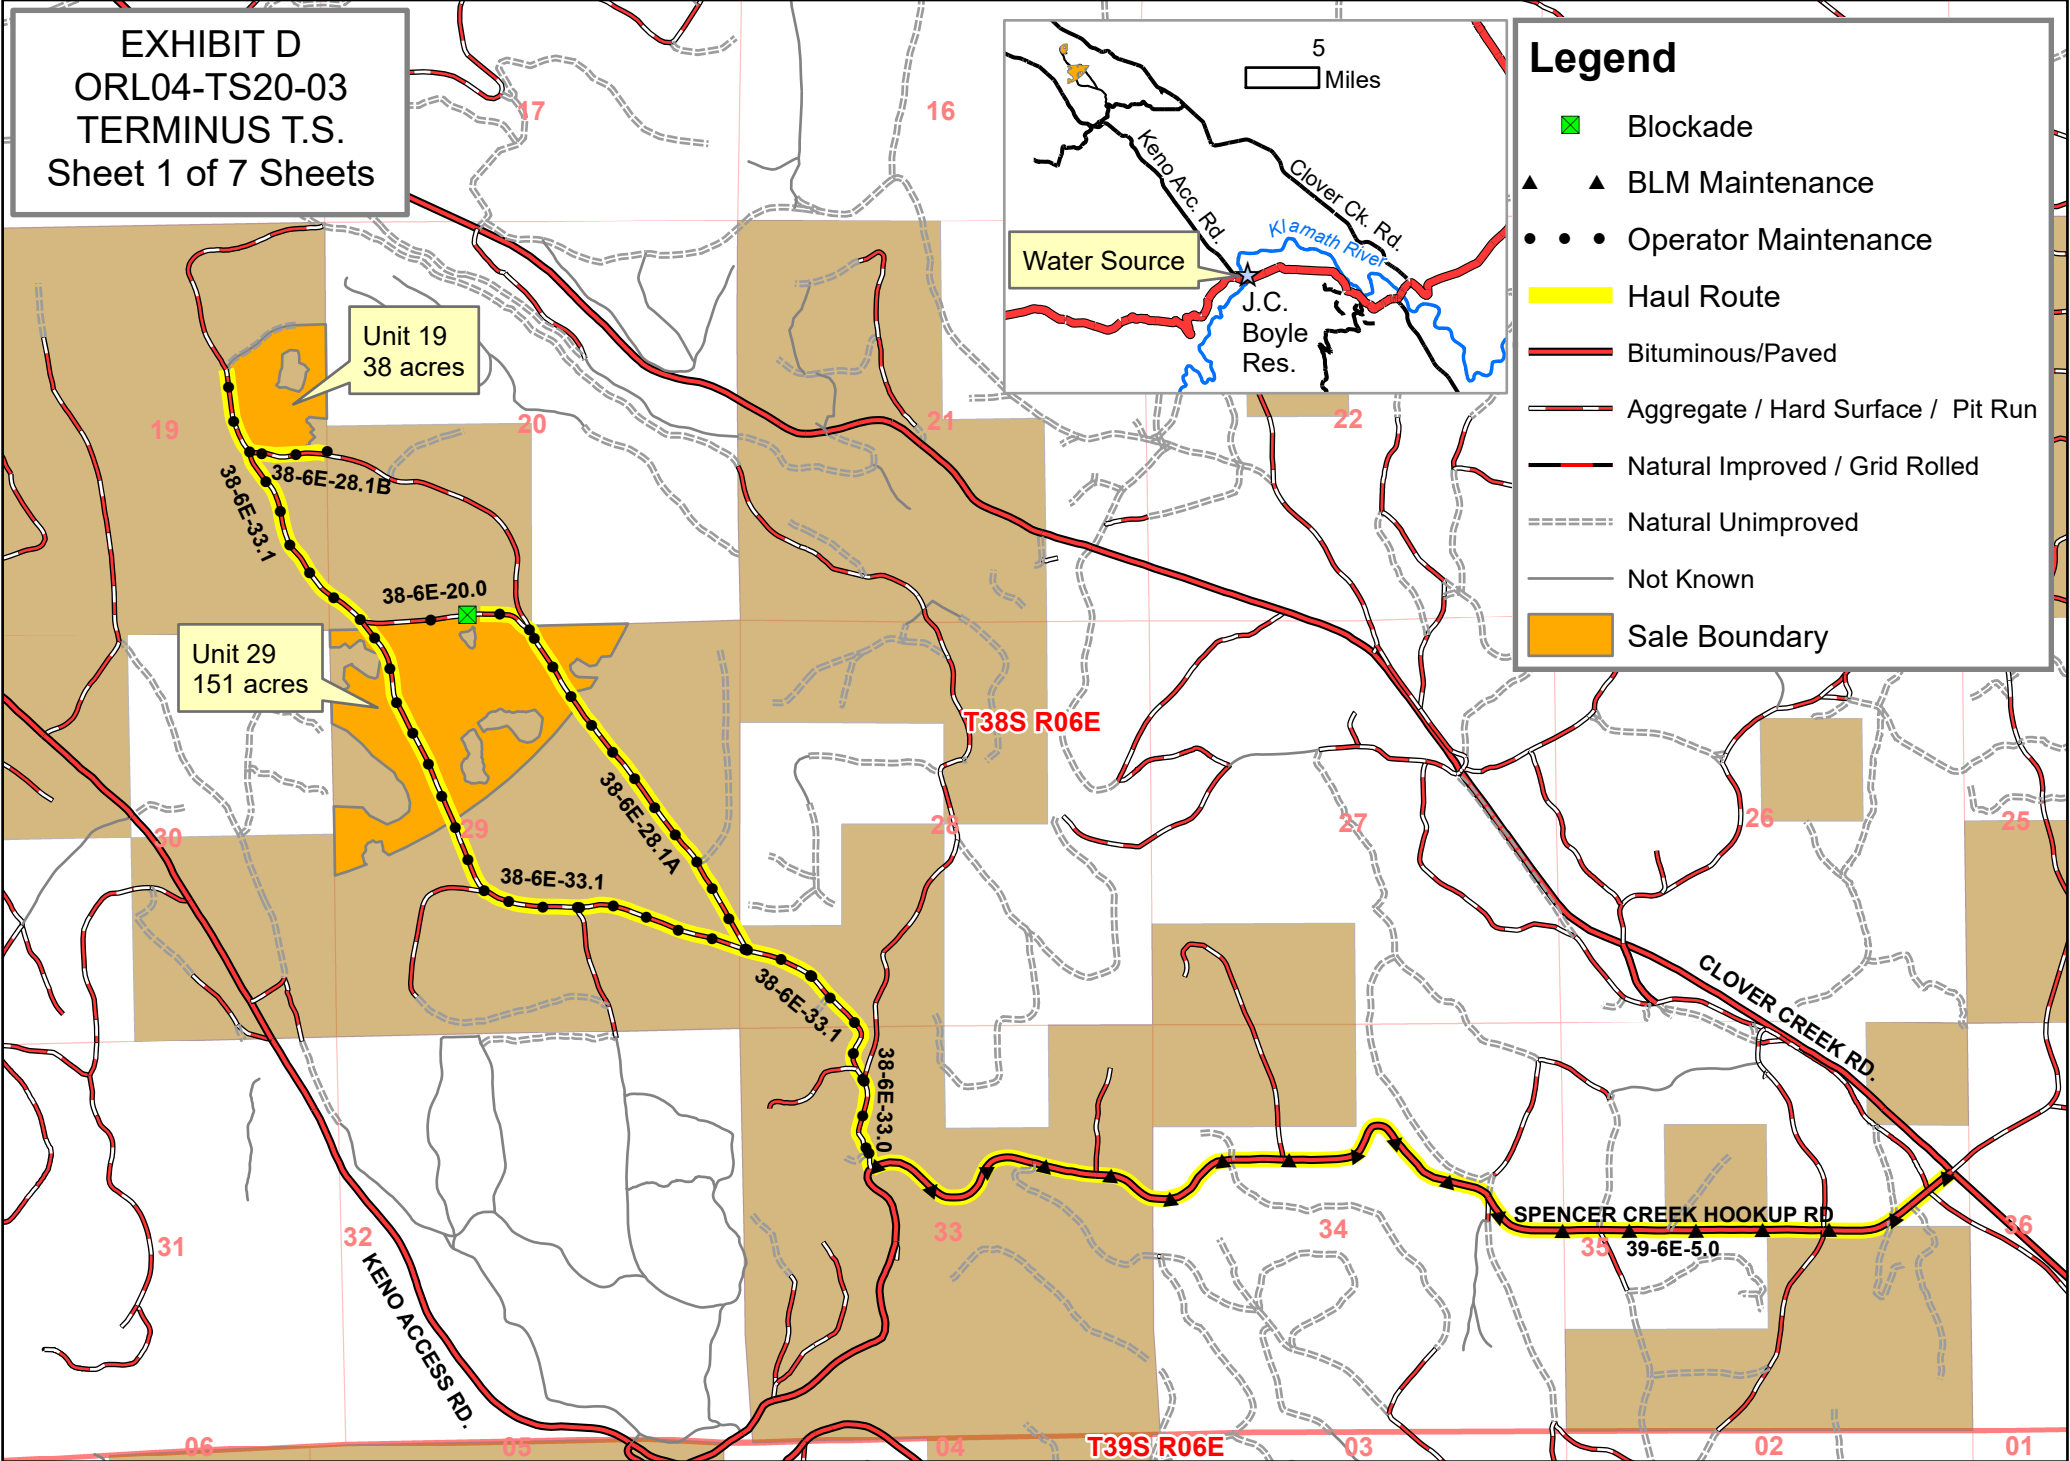 EXHIBIT D
ORL04-TS20-03
TERMINUS T.S.
Sheet 1 of 7 Sheets
5
Miles
Keno Acc. Rd.
Clover Ck. Rd.
Klamath River
Water Source
J.C.
Boyle
Res.
Legend
Blockade
BLM Maintenance
Operator Maintenance
Haul Route
Bituminous/Paved
Aggregate / Hard Surface / Pit Run
Natural Improved / Grid Rolled
Natural Unimproved
Not Known
Sale Boundary
17
16
Unit 19
38 acres
19
20
21
22
38-6E-28.1B
38-6E-33.1
38-6E-20.0
Unit 29
151 acres
T38S R06E
38-6E-28.1A
30
29
28
27
26
25
38-6E-33.1
38-6E-33.1
38-6E-33.0
CLOVER CREEK RD.
SPENCER CREEK HOOKUP RD
39-6E-5.0
31
32
33
34
35
36
KENO ACCESS RD.
06
05
04
T39S R06E
03
02
01